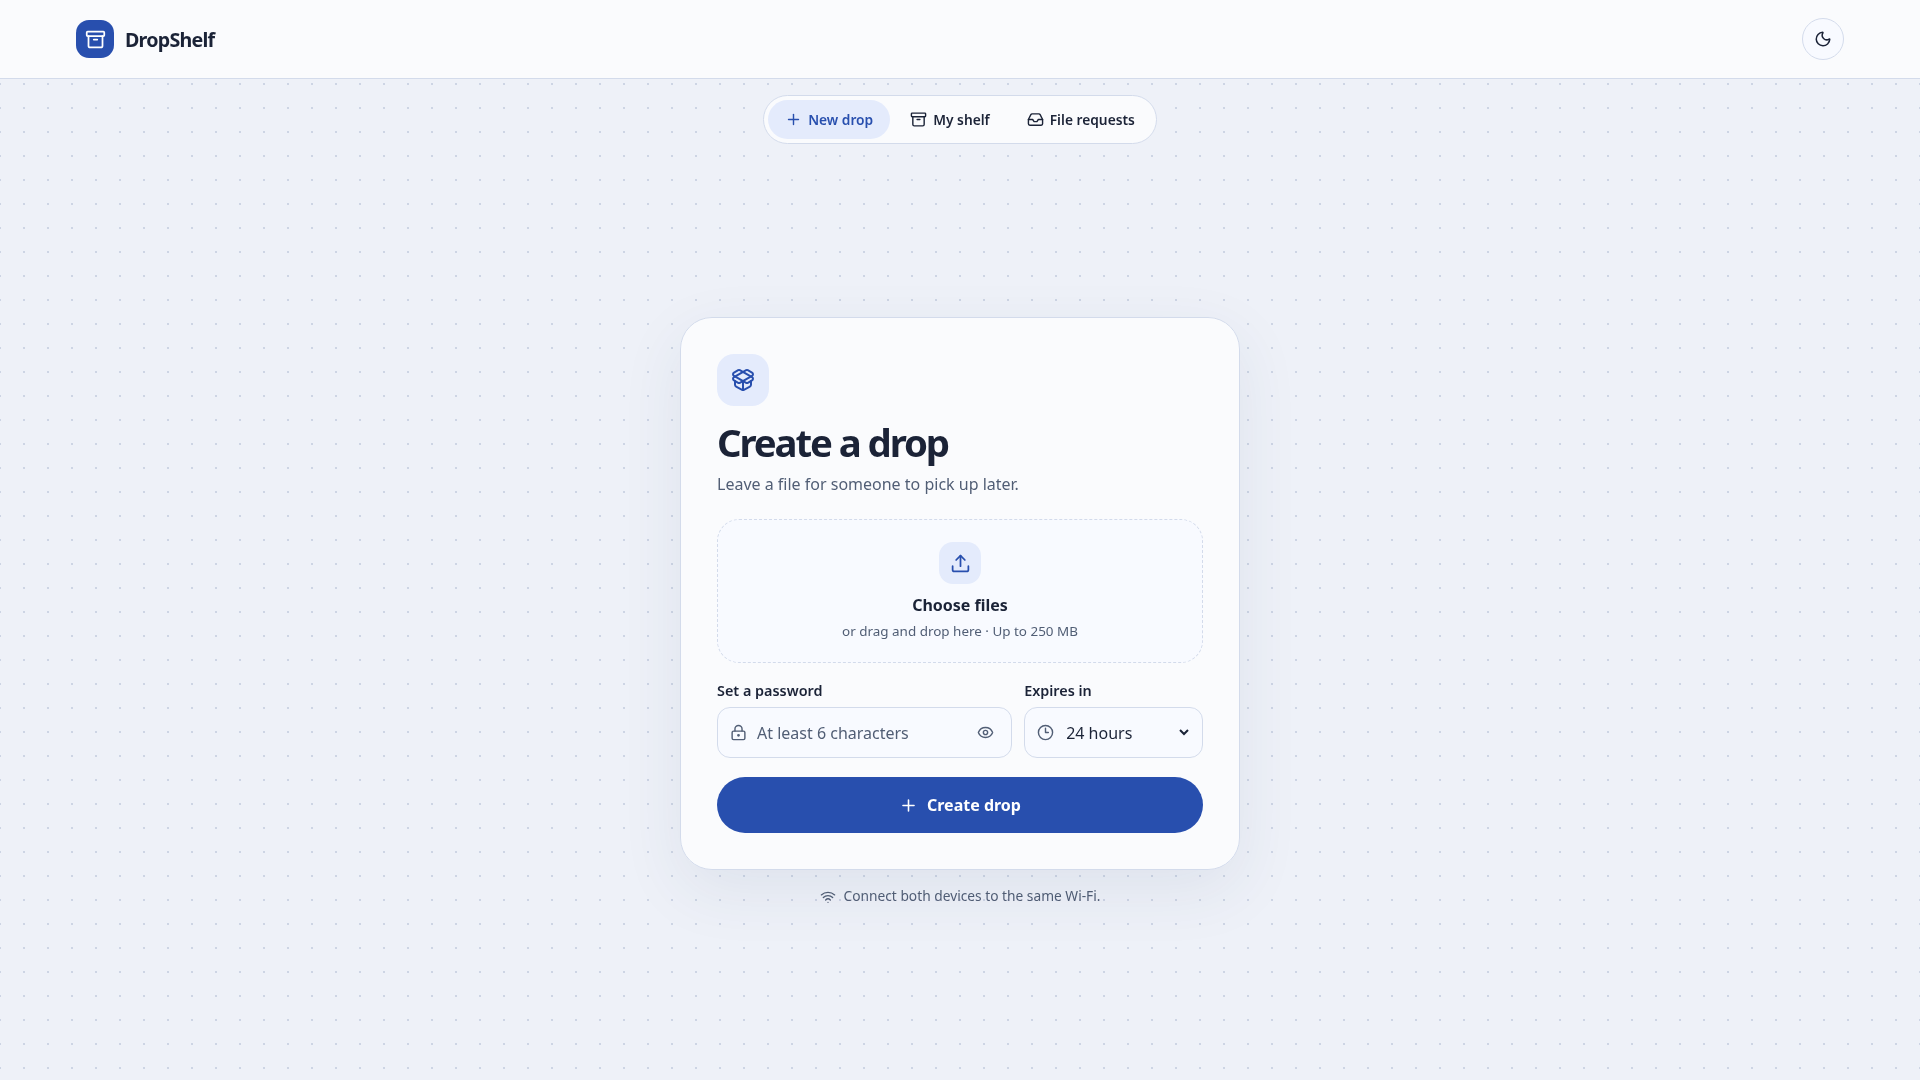 DropShelf
New drop
My shelf
File requests
Create a drop
Leave a file for someone to pick up later.
Choose files
or drag and drop here · Up to 250 MB
Set a password
Expires in
At least 6 characters
24 hours
Create drop
Connect both devices to the same Wi-Fi.